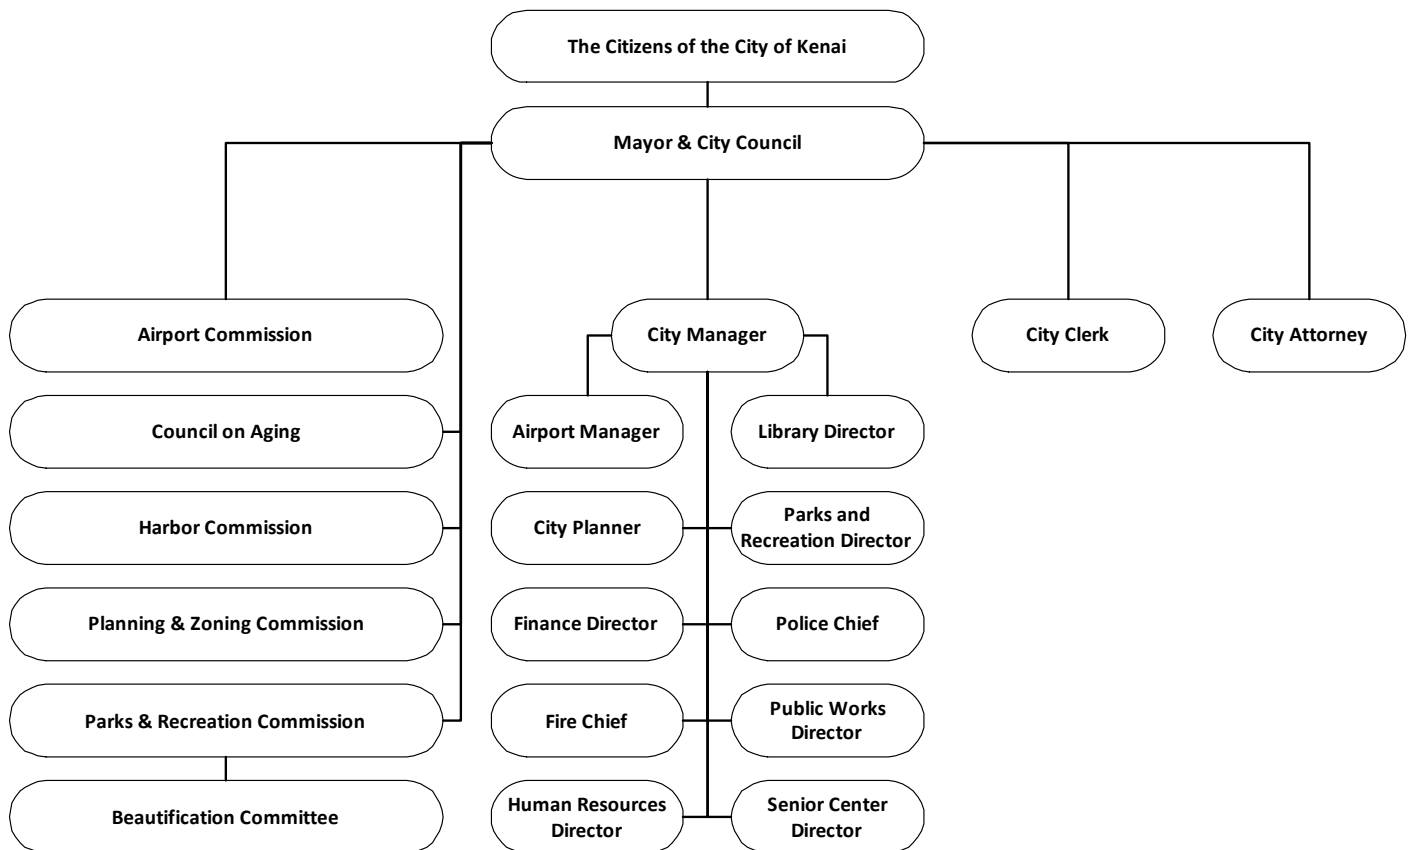 The Citizens of the City of Kenai
Mayor & City Council
Airport Commission
City Manager
City Clerk
City Attorney
Council on Aging
Airport Manager
Library Director
Harbor Commission
City Planner
Parks and
Recreation Director
Planning & Zoning Commission
Finance Director
Police Chief
Parks & Recreation Commission
Fire Chief
Public Works
Director
Beautification Committee
Human Resources
Director
Senior Center
Director